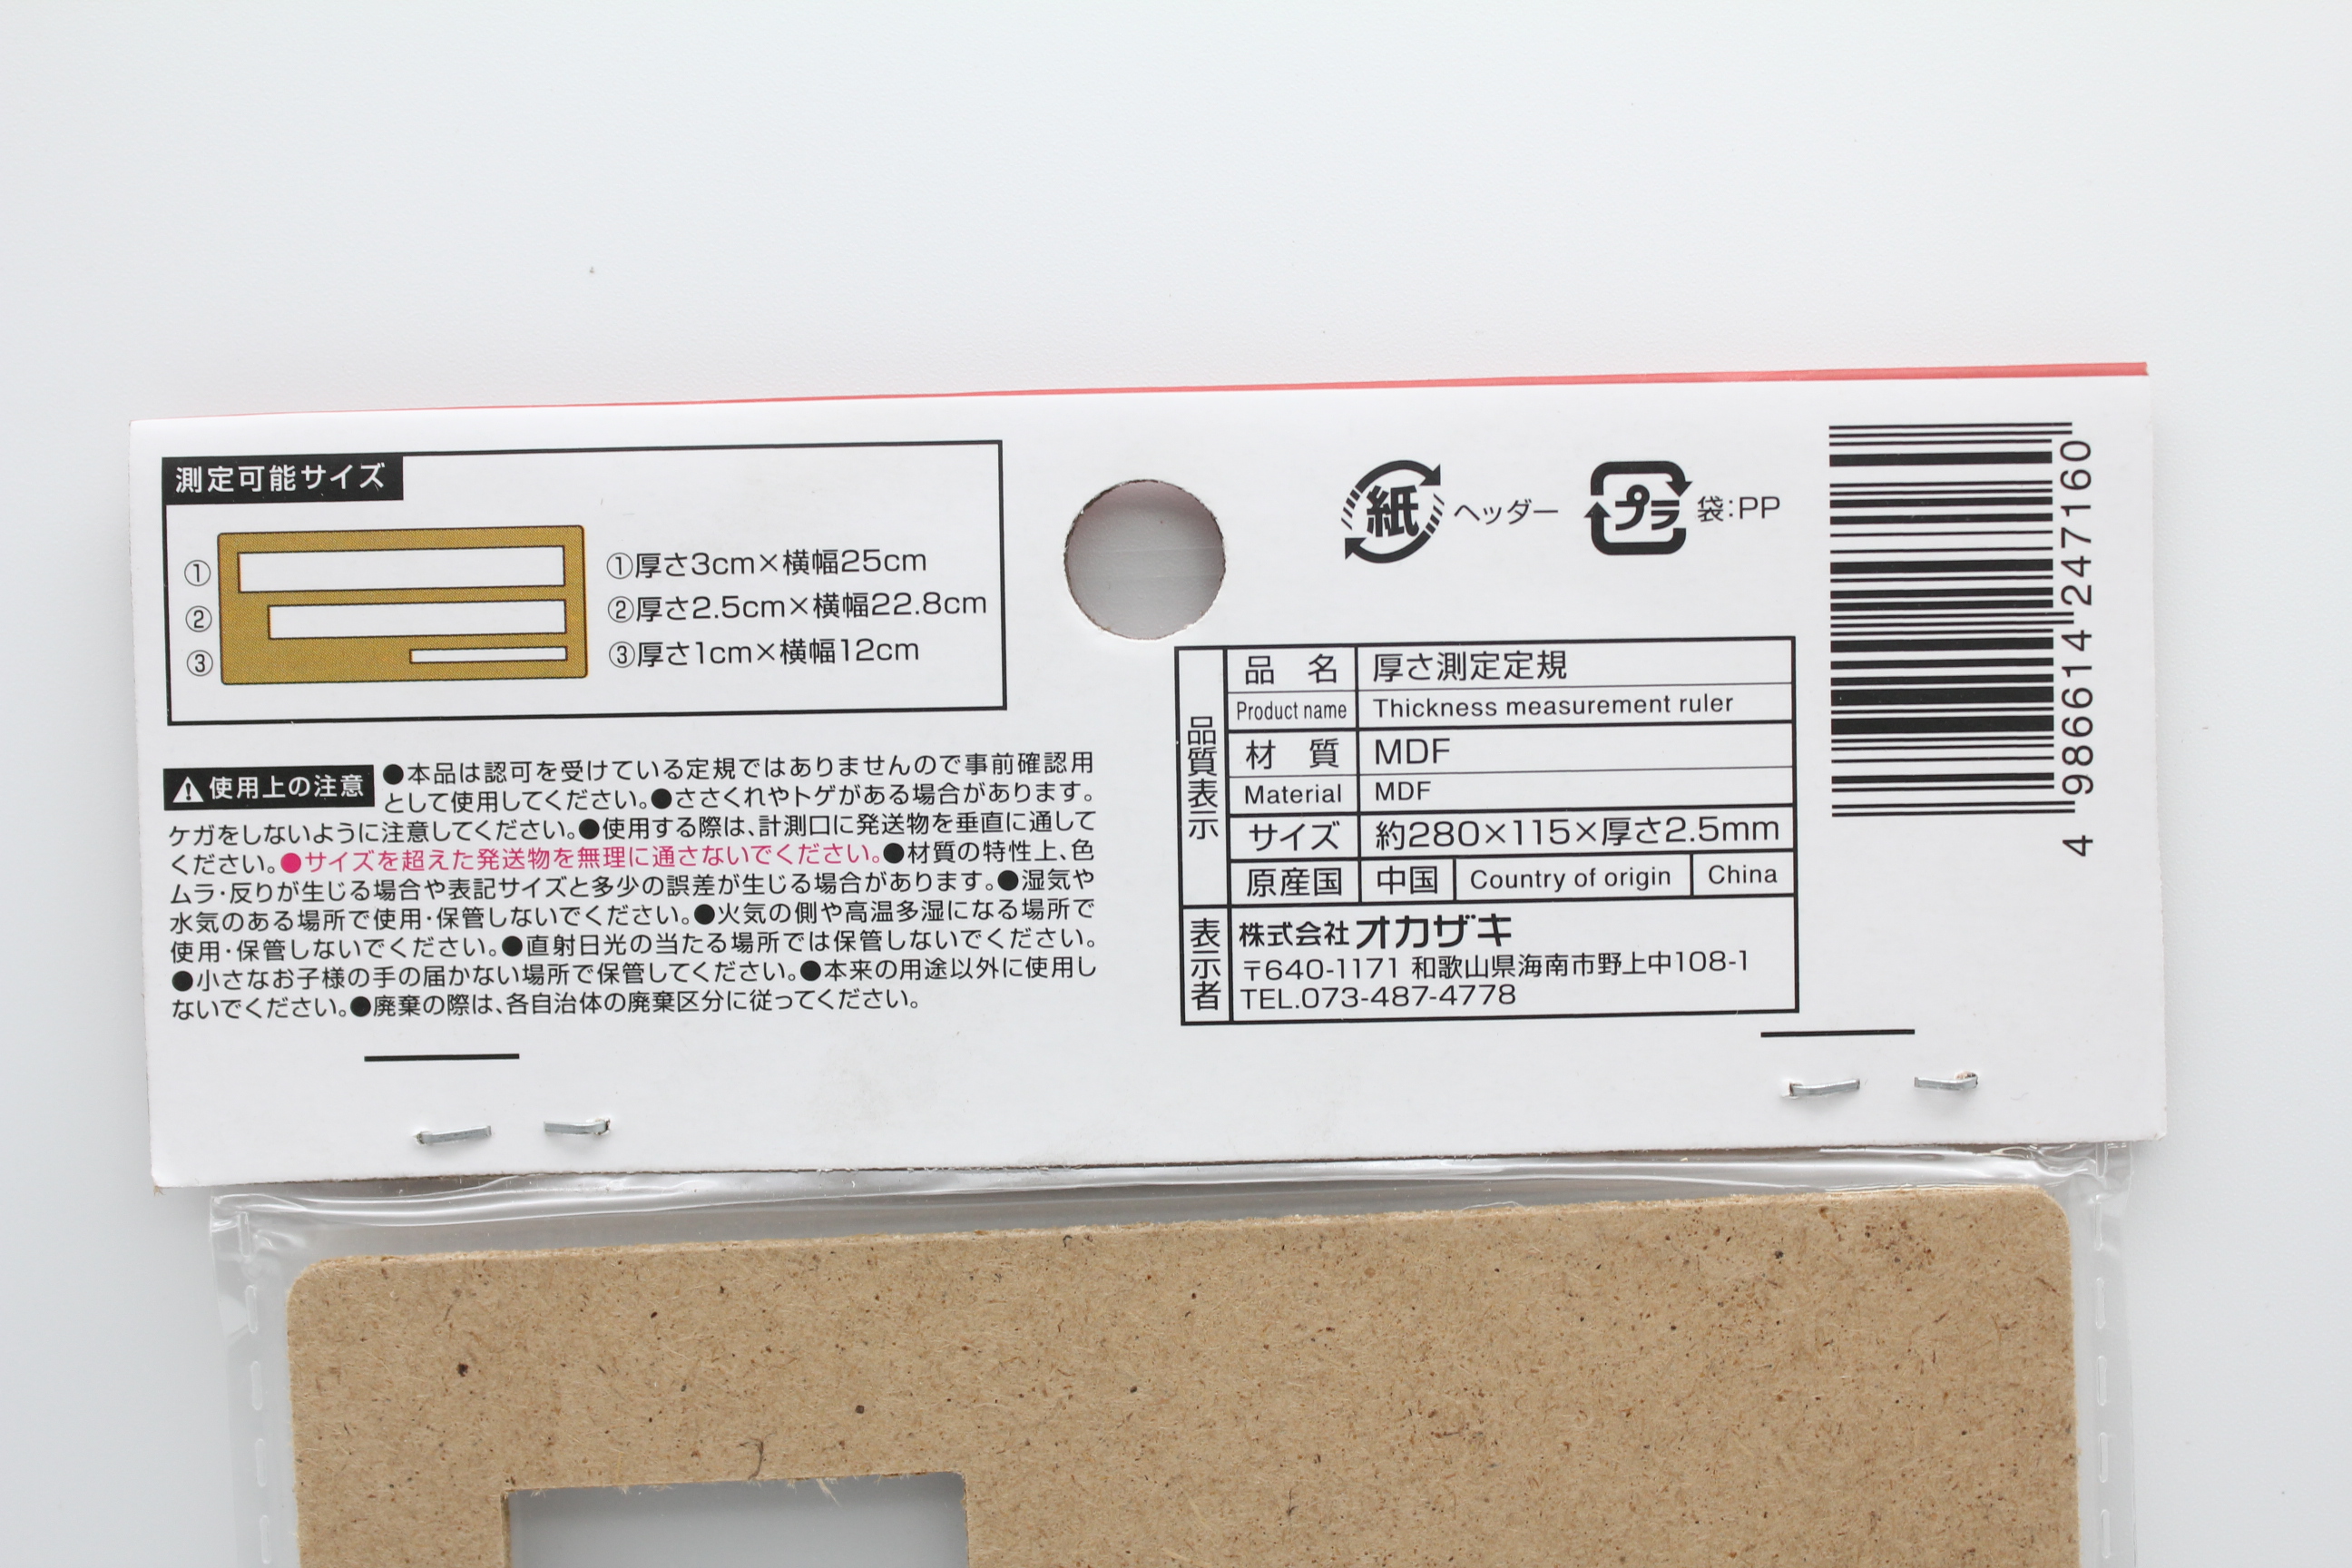 測定可能サイズ
①
②
③
①厚さ3cm×横幅25cm
②厚さ2.5cm×横幅22.8cm
③厚さ1cm×横幅12cm
使用上の注意 ●本品は認可を受けている定規ではありませんので事前確認用
として使用してください。●ささくれやトゲがある場合があります。
ケガをしないように注意してください。●使用する際は、計測口に発送物を垂直に通して
ください。●サイズを超えた発送物を無理に通さないでください。●材質の特性上、色
ムラ・反りが生じる場合や表記サイズと多少の誤差が生じる場合があります。●湿気や
水気のある場所で使用・保管しないでください。●火気の側や高温多湿になる場所で
使用・保管しないでください。●直射日光の当たる場所では保管しないでください。
●小さなお子様の手の届かない場所で保管してください。●本来の用途以外に使用し
ないでください。●廃棄の際は、各自治体の廃棄区分に従ってください。
紙 ヘッダー プラ 袋:PP
品質表示
品 名 厚さ測定定規
Product name Thickness measurement ruler
材 質 MDF
Material MDF
サイズ 約280×115×厚さ2.5mm
原産国 中国 Country of origin China
表示者
株式会社オカザキ
〒640-1171 和歌山県海南市野上中108-1
TEL.073-487-4778
4 986614 247160